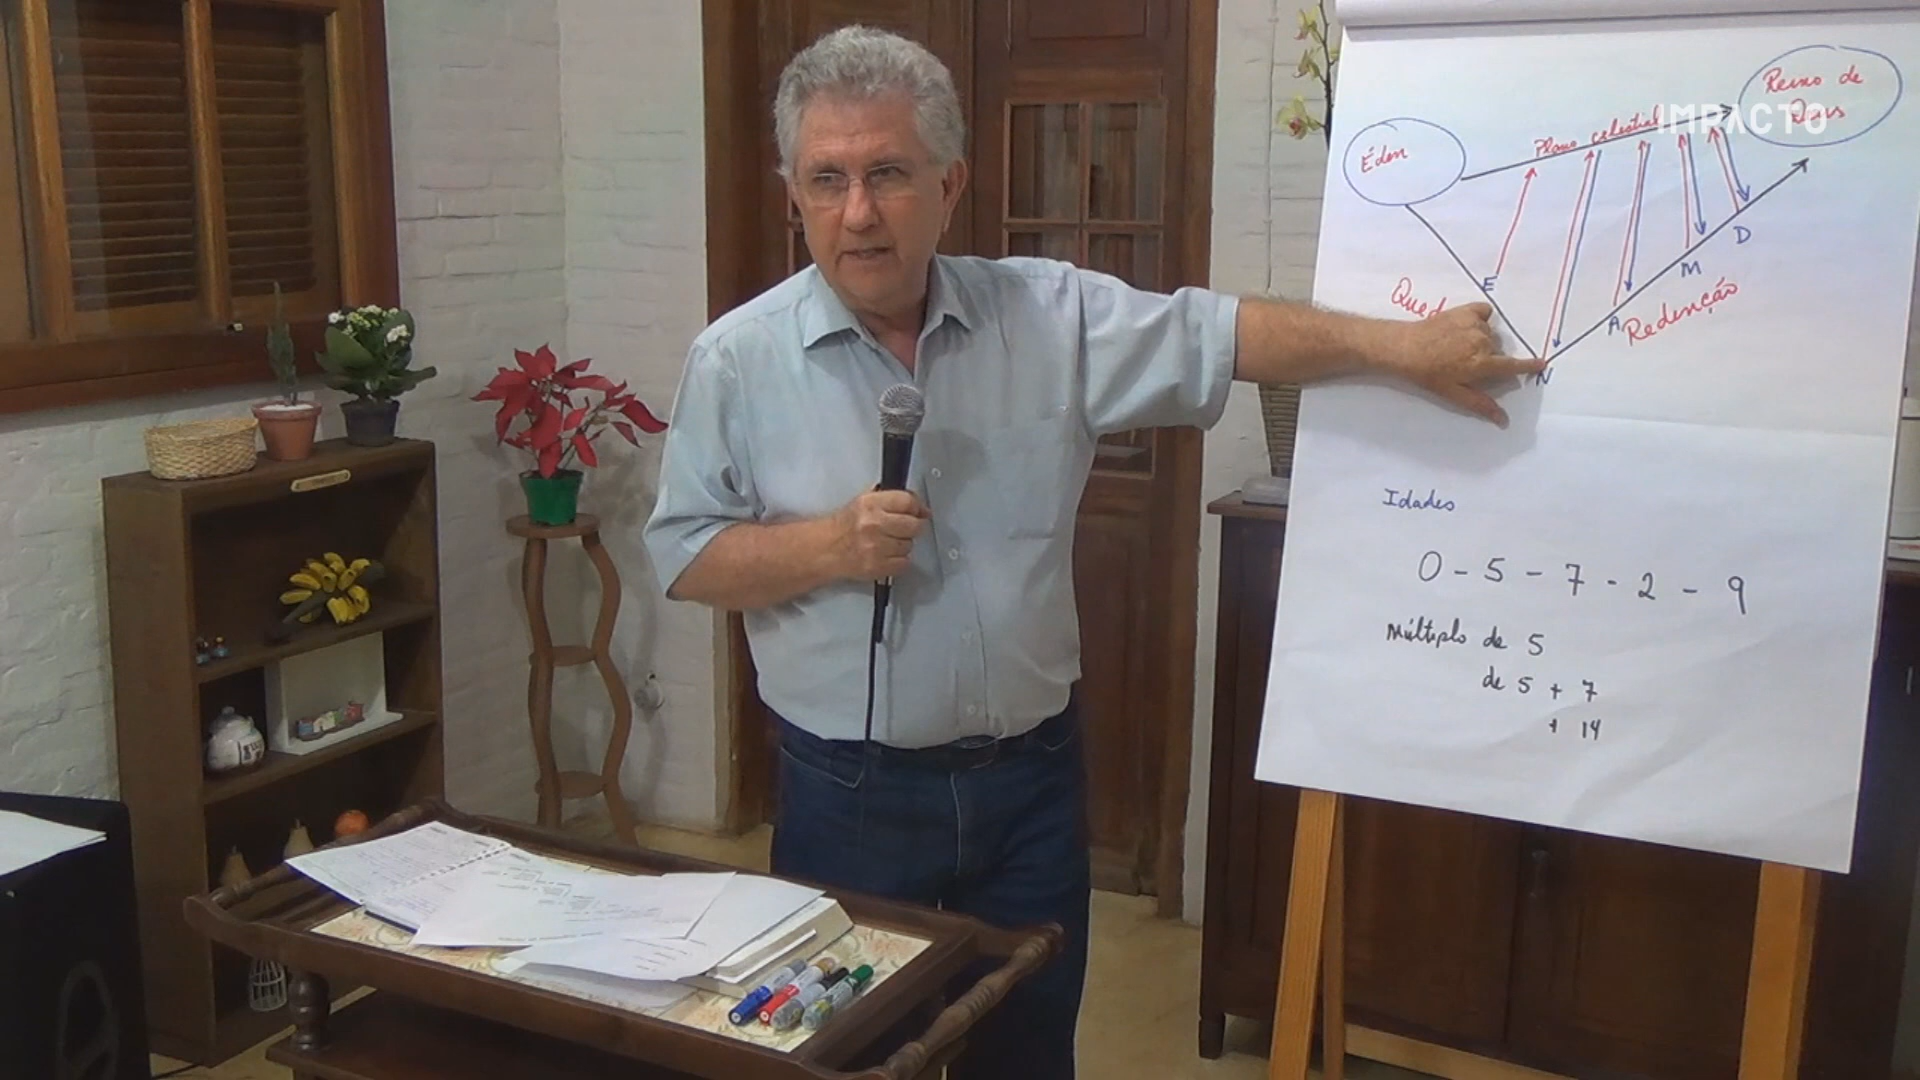 Reino de
Deus
IMPACTO
Éden
Plano celestial
E
D
M
Qued
Redenção
A
N
Idades
0 - 5 - 7 - 2 - 9
Múltiplo de 5
de 5 + 7
+ 14